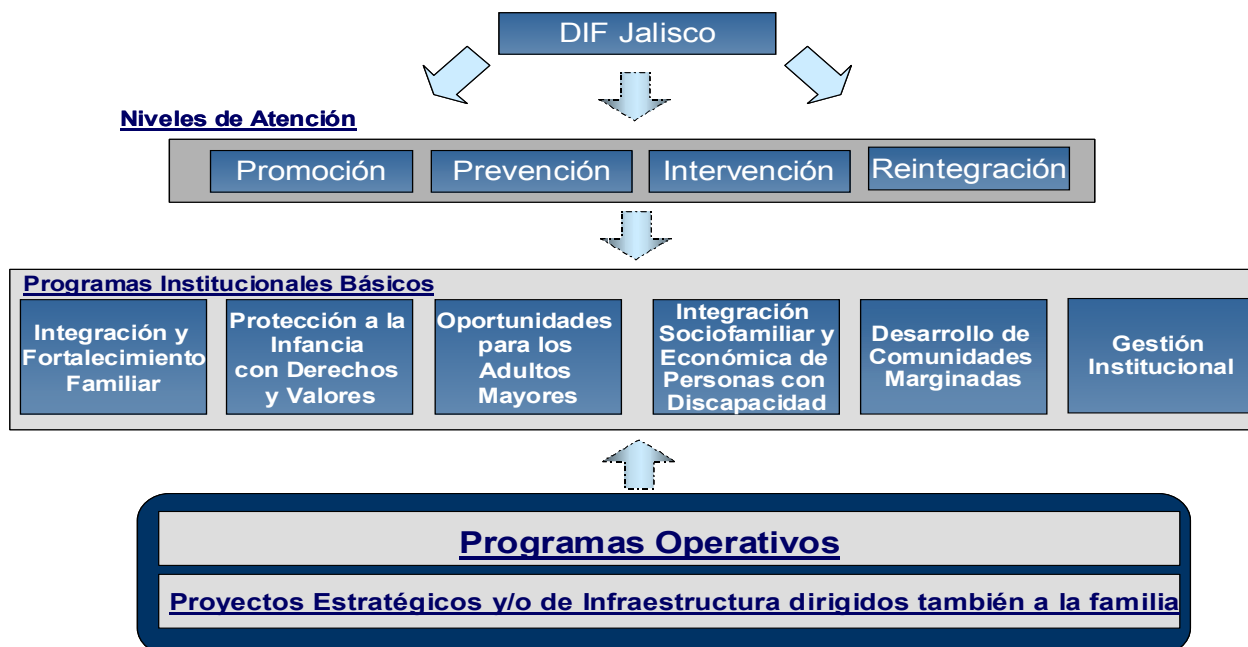 DIF Jalisco
Niveles de Atención
Promoción
Prevención
Intervención
Reintegración
Programas Institucionales Básicos
Integración y
Fortalecimiento
Familiar
Protección a la
Infancia
con Derechos
y Valores
Oportunidades
para los
Adultos
Mayores
Integración
Sociofamiliar y
Económica de
Personas con
Discapacidad
Desarrollo de
Comunidades
Marginadas
Gestión
Institucional
Programas Operativos
Proyectos Estratégicos y/o de Infraestructura dirigidos también a la familia